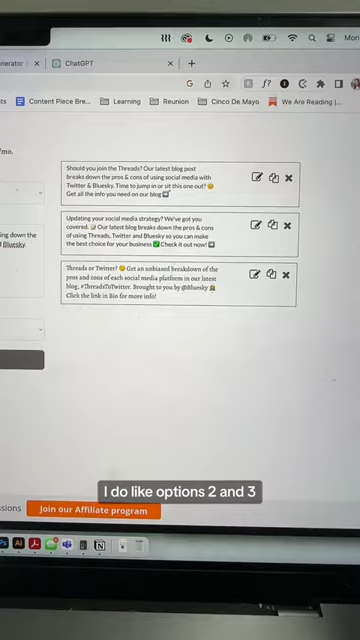 Mon
enerator
ChatGPT
ts
Content Piece Bre...
Learning
Reunion
Cinco De Mayo
We Are Reading |...
/mo.
Should you join the Threads? Our latest blog post
breaks down the pros & cons of using social media with
Twitter & Bluesky. Time to jump in or sit this one out? 🤔
Get all the info you need on our blog ➡️
ing down the
Bluesky.
Updating your social media strategy? We've got you
covered. 📝 Our latest blog breaks down the pros & cons
of using Threads, Twitter and Bluesky so you can make
the best choice for your business ✅ Check it out now! ➡️
Threads or Twitter? 🤔 Get an unbiased breakdown of the
pros and cons of each social media platform in our latest
blog, #ThreadsToTwitter. Brought to you by @Bluesky
Click the link in Bio for more info!
I do like options 2 and 3
ssions
Join our Affiliate program
Ps
Ai